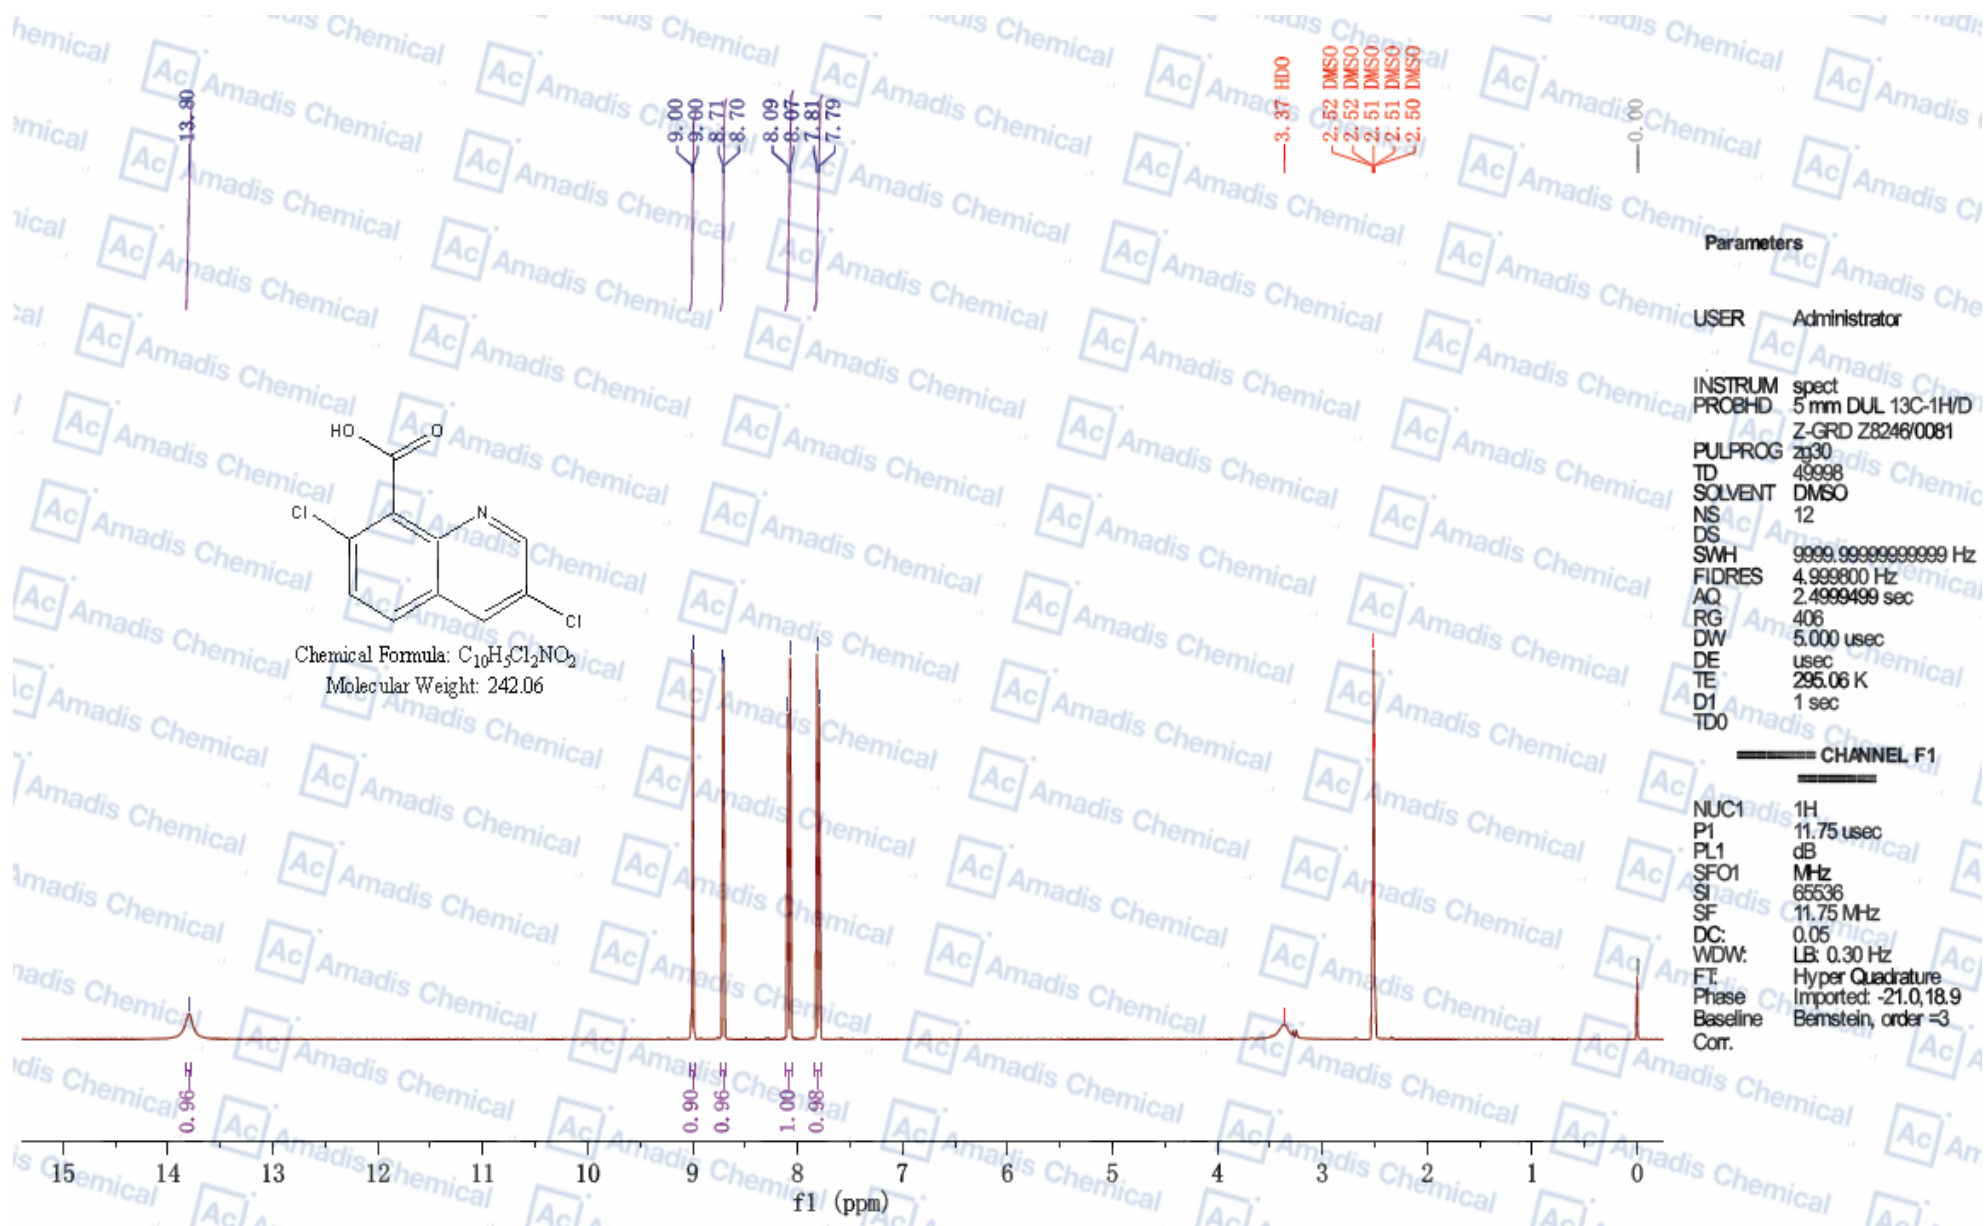 13.80
9.00
9.00
8.71
8.70
8.09
8.07
7.81
7.79
3.37 HDO
2.52 DMSO
2.52 DMSO
2.51 DMSO
2.51 DMSO
2.50 DMSO
0.00
HO
O
Cl
N
Cl
Chemical Formula: C₁₀H₅Cl₂NO₂
Molecular Weight: 242.06
Parameters
USER Administrator
INSTRUM spect
PROBHD 5 mm DUL 13C-1H/D
Z-GRD Z8246/0081
PULPROG zg30
TD 49998
SOLVENT DMSO
NS 12
DS
SWH 9999.99999999999 Hz
FIDRES 4.999800 Hz
AQ 2.4999499 sec
RG 406
DW 5.000 usec
DE usec
TE 295.06 K
D1 1 sec
TD0
======== CHANNEL F1
========
NUC1 1H
P1 11.75 usec
PL1 dB
SFO1 MHz
SI 65536
SF 11.75 MHz
DC: 0.05
WDW: LB: 0.30 Hz
FT: Hyper Quadrature
Phase Imported: -21.0,18.9
Baseline Bernstein, order =3
Corr.
0.96
0.90
0.96
1.00
0.98
15 14 13 12 11 10 9 8 7 6 5 4 3 2 1 0
f1 (ppm)
Ac Amadis Chemical